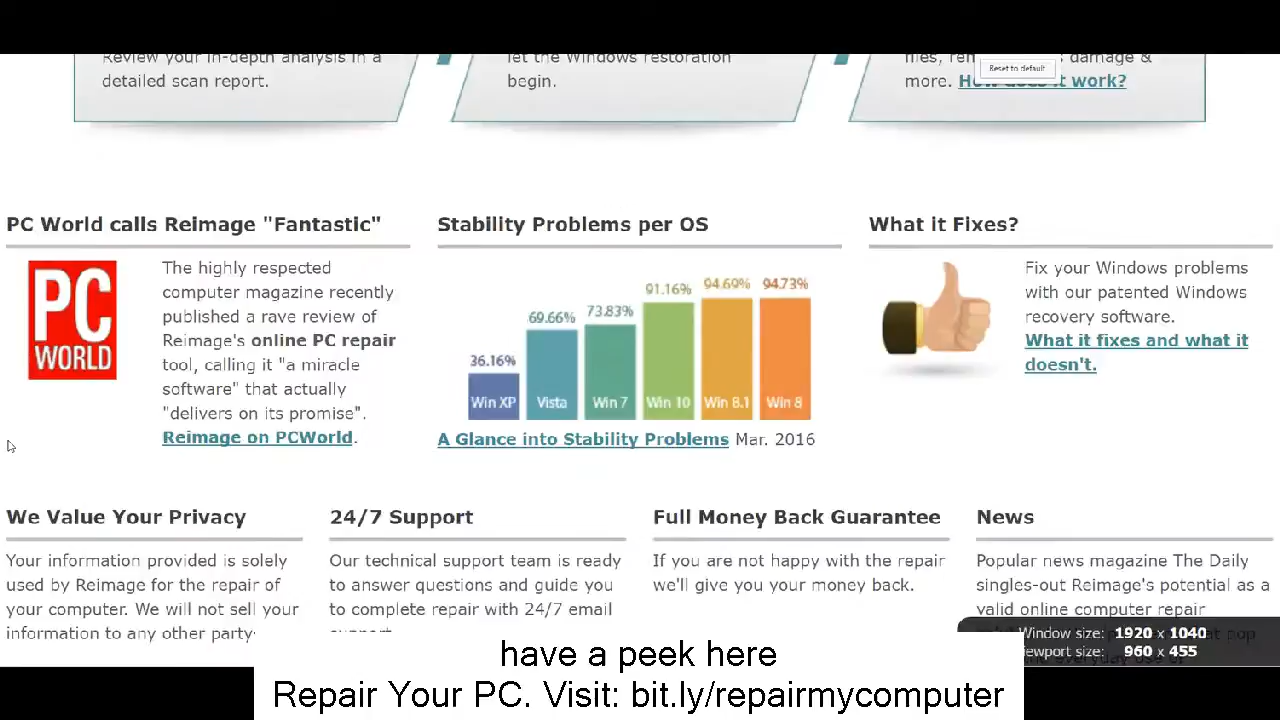 Review your in-depth analysis in a
detailed scan report.
let the Windows restoration
begin.
damage &
more. How does it work?
Reset to default
PC World calls Reimage "Fantastic"
PC
WORLD
The highly respected
computer magazine recently
published a rave review of
Reimage's online PC repair
tool, calling it "a miracle
software" that actually
"delivers on its promise".
Reimage on PCWorld.
Stability Problems per OS
36.16%
69.66%
73.83%
91.16%
94.69%
94.73%
Win XP
Vista
Win 7
Win 10
Win 8.1
Win 8
A Glance into Stability Problems Mar. 2016
What it Fixes?
Fix your Windows problems
with our patented Windows
recovery software.
What it fixes and what it
doesn't.
We Value Your Privacy
Your information provided is solely
used by Reimage for the repair of
your computer. We will not sell your
information to any other party
24/7 Support
Our technical support team is ready
to answer questions and guide you
to complete repair with 24/7 email
Full Money Back Guarantee
If you are not happy with the repair
we'll give you your money back.
News
Popular news magazine The Daily
singles-out Reimage's potential as a
valid online computer repair
Window size: 1920 x 1040
viewport size: 960 x 455
have a peek here
Repair Your PC. Visit: bit.ly/repairmycomputer